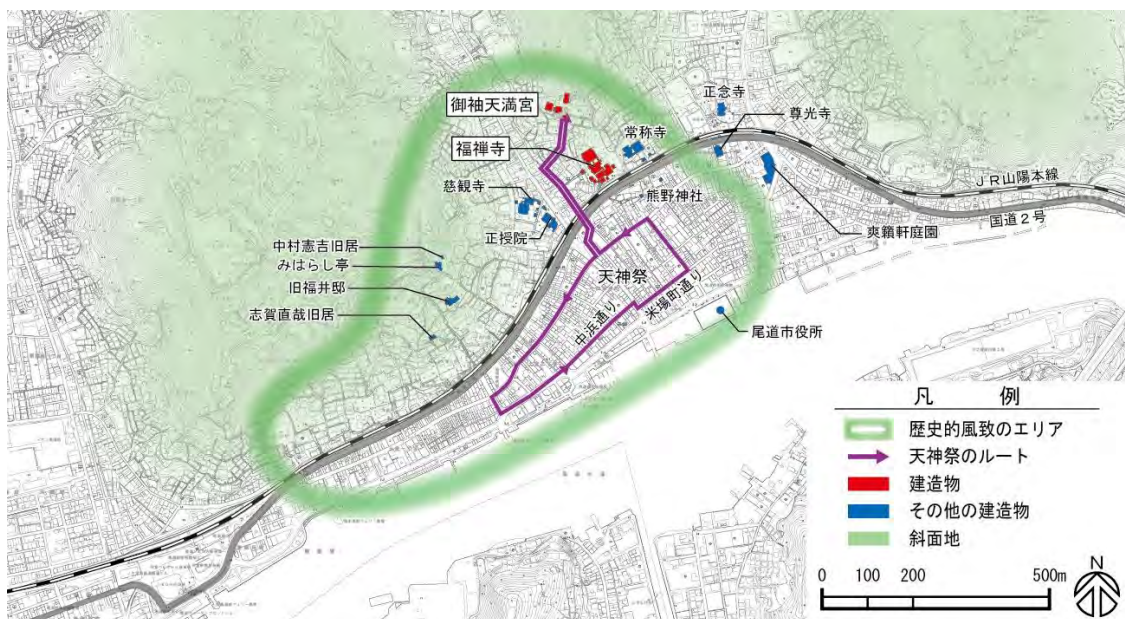 御袖天満宮
福禅寺
慈観寺
正授院
常称寺
正念寺
尊光寺
熊野神社
JR山陽本線
国道2号
爽籟軒庭園
中村憲吉旧居
みはらし亭
旧福井邸
志賀直哉旧居
天神祭
中浜通り
米場町通り
尾道市役所
凡 例
歴史的風致のエリア
天神祭のルート
建造物
その他の建造物
斜面地
0 100 200 500m
N